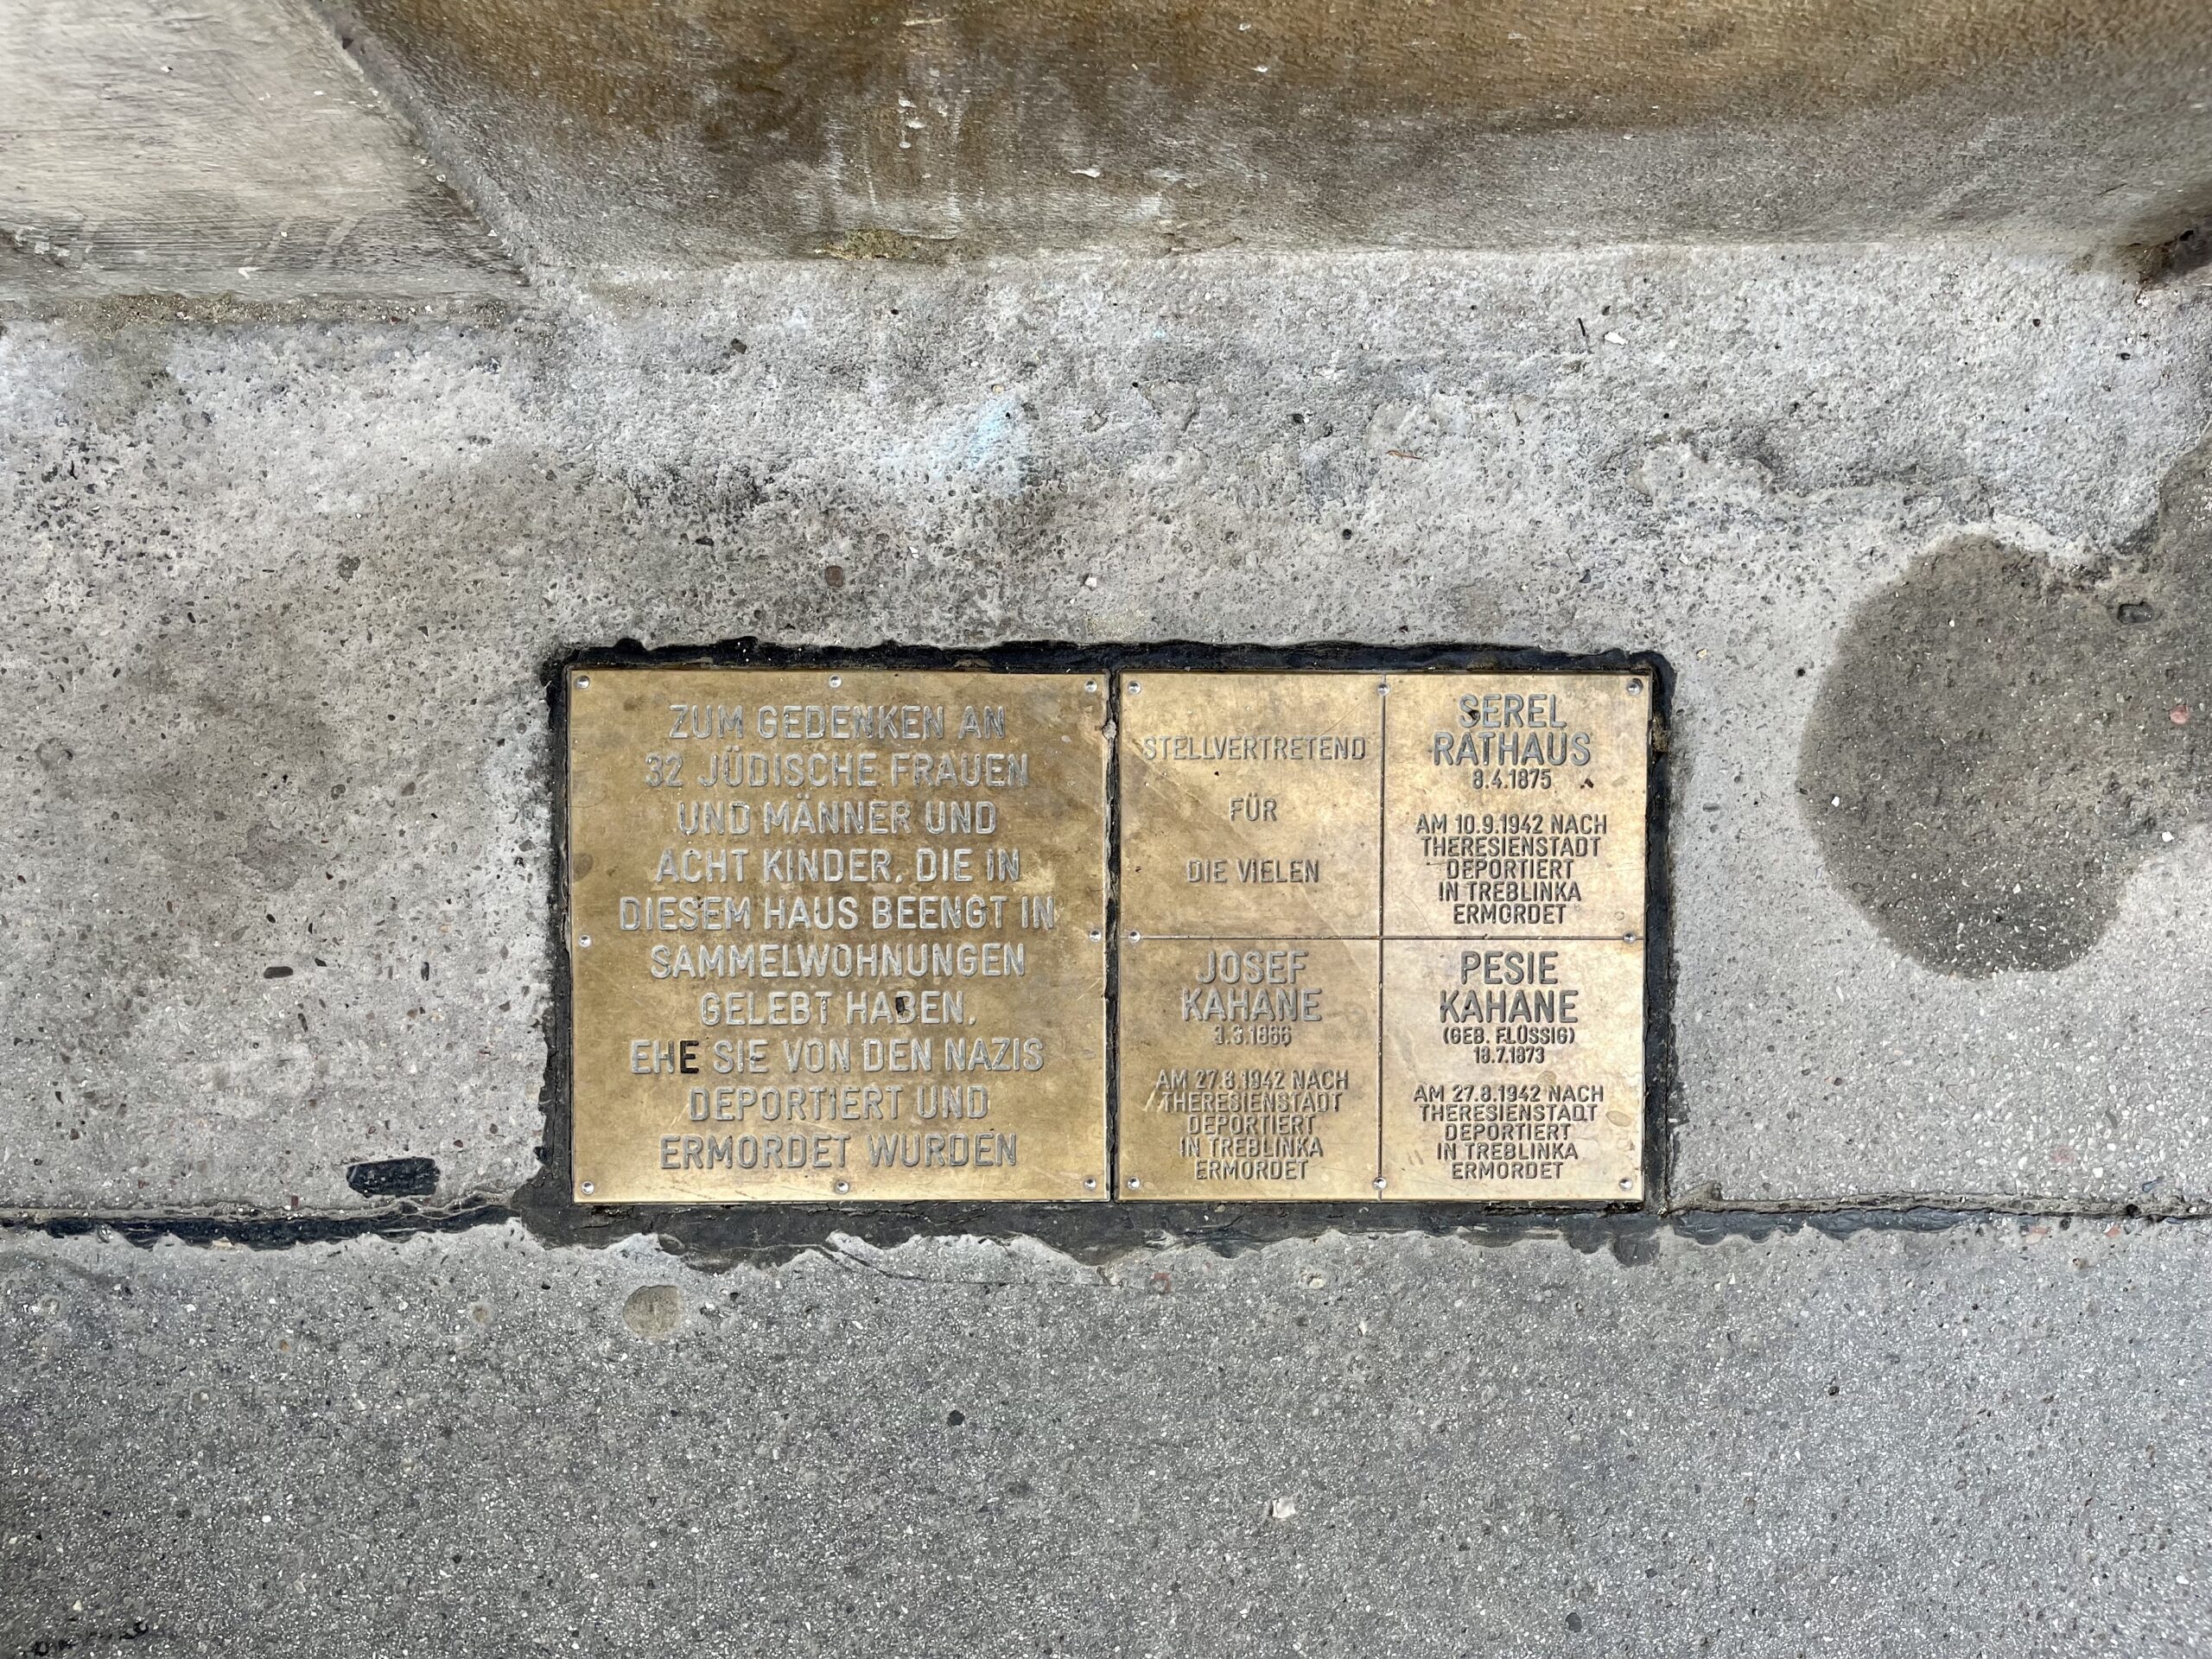 ZUM GEDENKEN AN
32 JÜDISCHE FRAUEN
UND MÄNNER UND
ACHT KINDER, DIE IN
DIESEM HAUS BEENGT IN
SAMMELWOHNUNGEN
GELEBT HABEN,
EHE SIE VON DEN NAZIS
DEPORTIERT UND
ERMORDET WURDEN
STELLVERTRETEND
FÜR
DIE VIELEN
SEREL
RATHAUS
8.4.1875
AM 10.9.1942 NACH
THERESIENSTADT
DEPORTIERT
IN TREBLINKA
ERMORDET
JOSEF
KAHANE
3.3.1866
AM 27.8.1942 NACH
THERESIENSTADT
DEPORTIERT
IN TREBLINKA
ERMORDET
PESIE
KAHANE
(GEB. FLÜSSIG)
18.7.1873
AM 27.8.1942 NACH
THERESIENSTADT
DEPORTIERT
IN TREBLINKA
ERMORDET